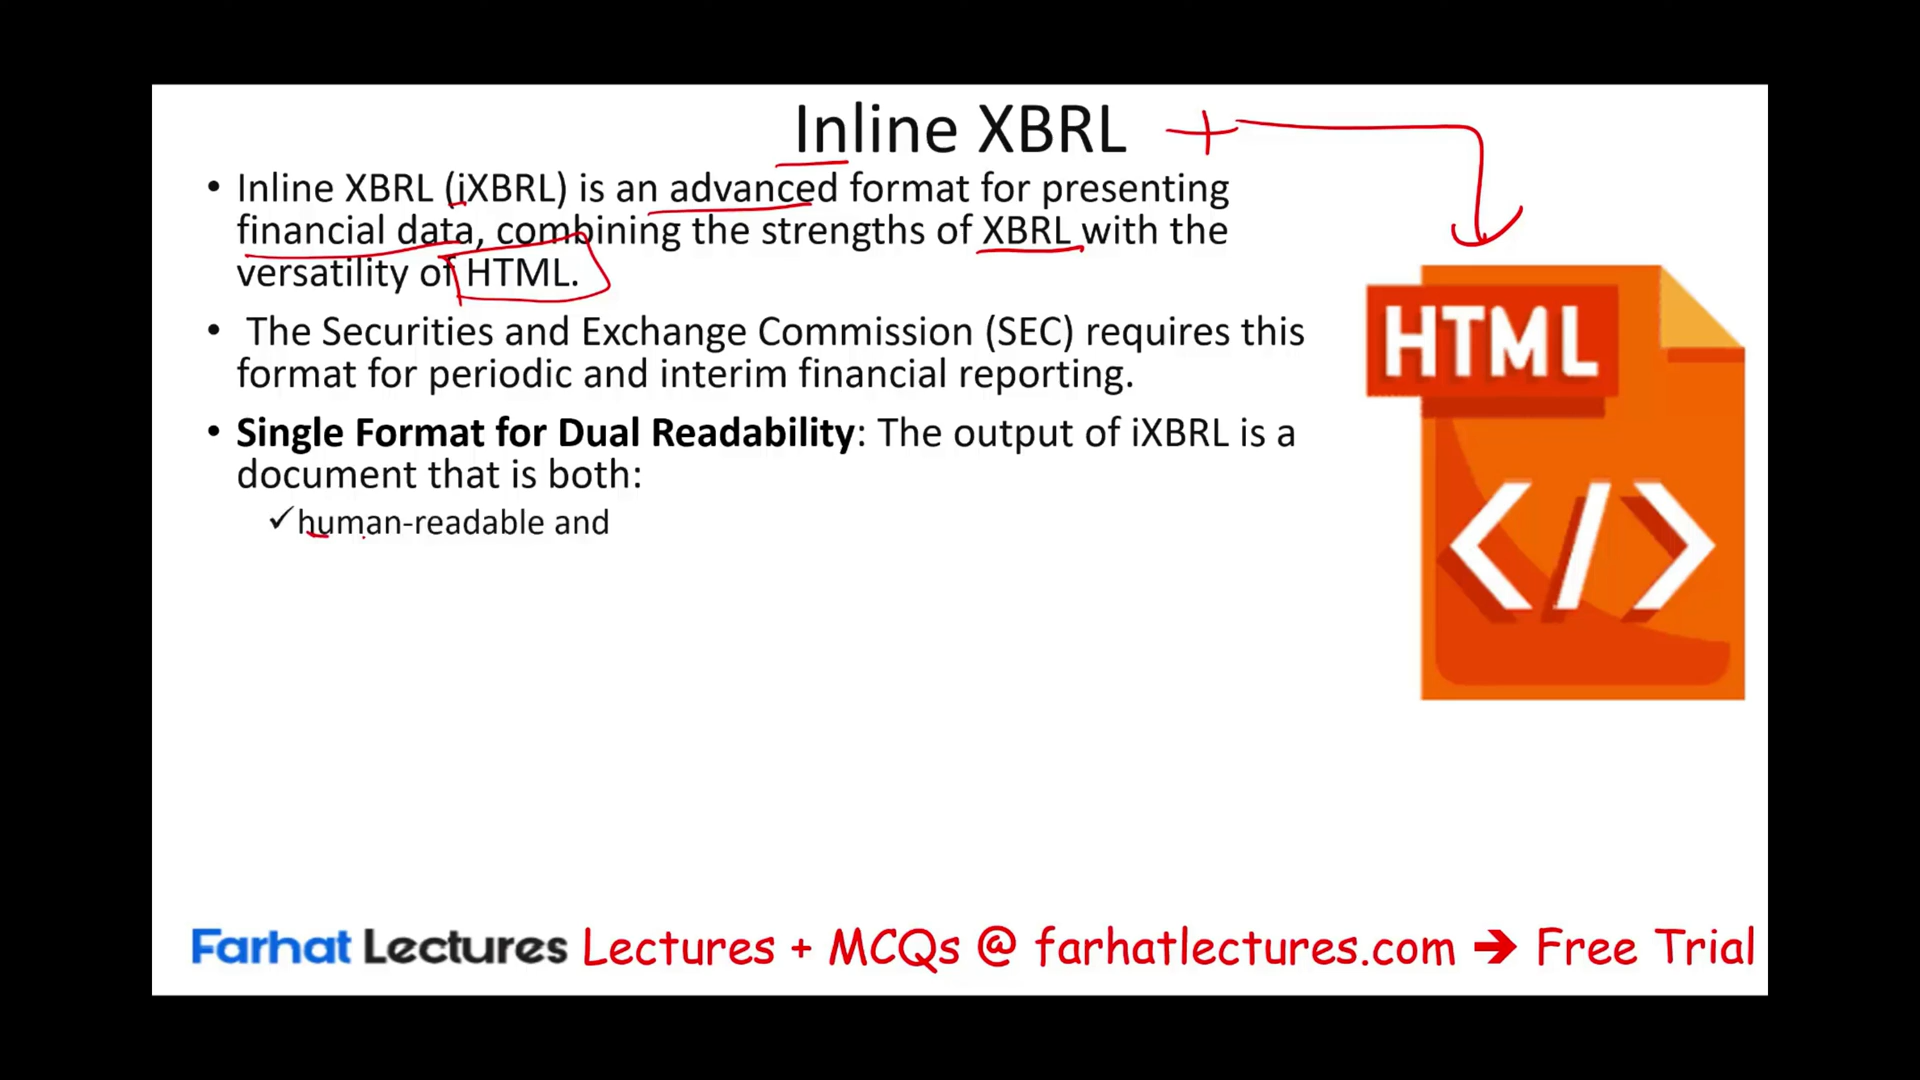 Inline XBRL +
• Inline XBRL (iXBRL) is an advanced format for presenting
financial data, combining the strengths of XBRL with the
versatility of HTML.
• The Securities and Exchange Commission (SEC) requires this
format for periodic and interim financial reporting.
• Single Format for Dual Readability: The output of iXBRL is a
document that is both:
✓human-readable and
HTML
</>
Farhat Lectures Lectures + MCQs @ farhatlectures.com ➔ Free Trial